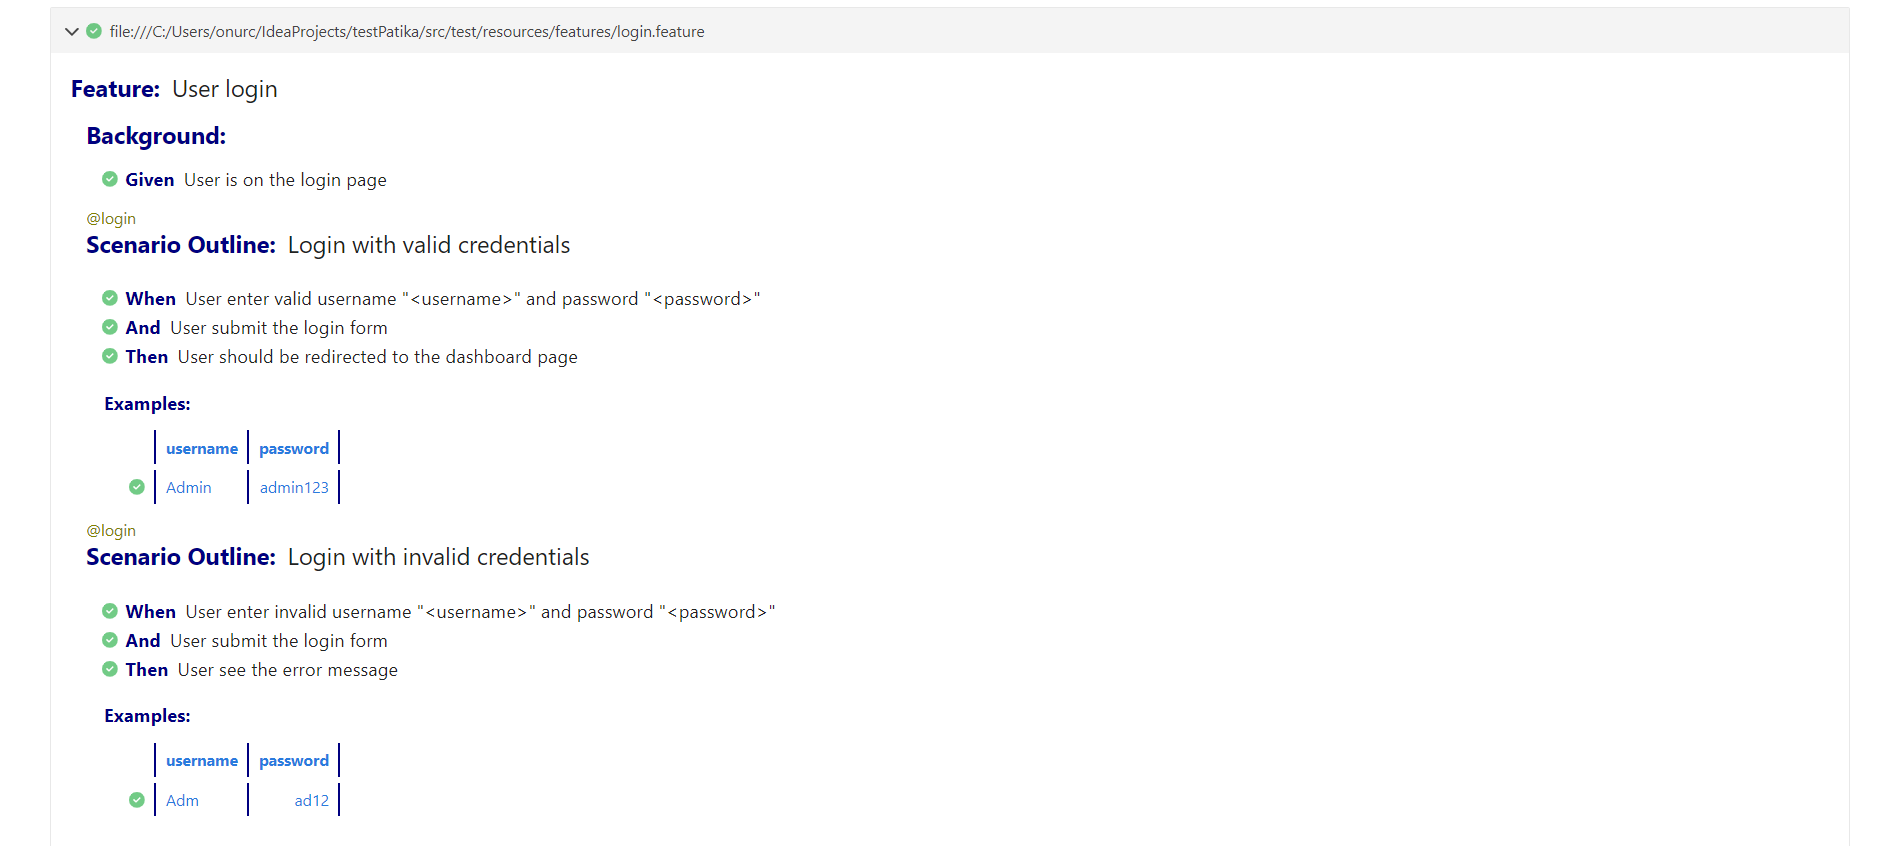 file:///C:/Users/onurc/IdeaProjects/testPatika/src/test/resources/features/login.feature
Feature: User login
Background:
Given User is on the login page
@login
Scenario Outline: Login with valid credentials
When User enter valid username "<username>" and password "<password>"
And User submit the login form
Then User should be redirected to the dashboard page
Examples:
username password
Admin admin123
@login
Scenario Outline: Login with invalid credentials
When User enter invalid username "<username>" and password "<password>"
And User submit the login form
Then User see the error message
Examples:
username password
Adm ad12